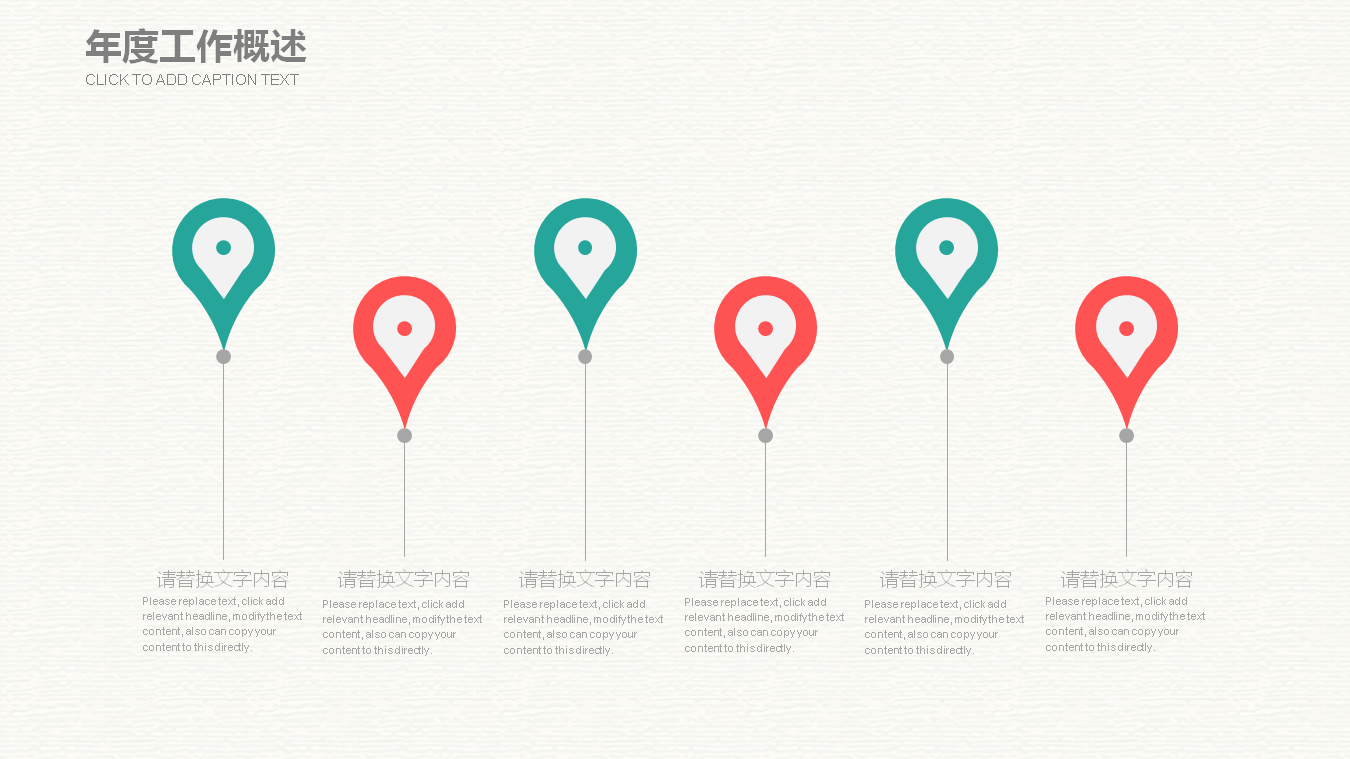 年度工作概述
CLICK TO ADD CAPTION TEXT
请替换文字内容
Please replace text, click add
relevant headline, modify the text
content, also can copy your
content to this directly.
请替换文字内容
Please replace text, click add
relevant headline, modify the text
content, also can copy your
content to this directly.
请替换文字内容
Please replace text, click add
relevant headline, modify the text
content, also can copy your
content to this directly.
请替换文字内容
Please replace text, click add
relevant headline, modify the text
content, also can copy your
content to this directly.
请替换文字内容
Please replace text, click add
relevant headline, modify the text
content, also can copy your
content to this directly.
请替换文字内容
Please replace text, click add
relevant headline, modify the text
content, also can copy your
content to this directly.